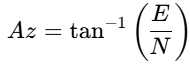 Az = tan⁻¹ (E/N)